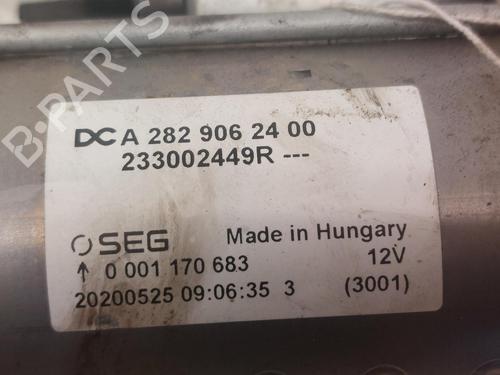 DC A 282 906 24 00
233002449R ---
SEG Made in Hungary
↑ 0 001 170 683 12V
20200525 09:06:35 3 (3001)
B-PARTS